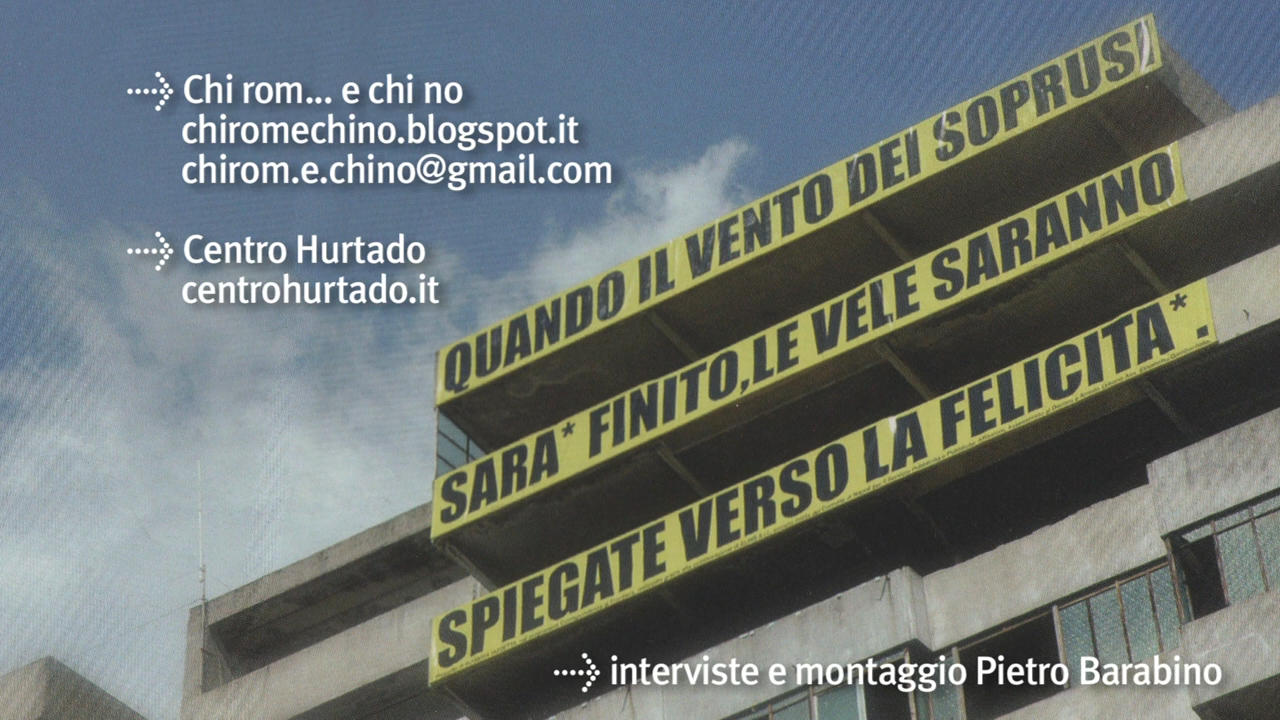 Chi rom... e chi no
chiromechino.blogspot.it
chirom.e.chino@gmail.com
Centro Hurtado
centrohurtado.it
QUANDO IL VENTO DEI SOPRUSI
SARA* FINITO,LE VELE SARANNO
SPIEGATE VERSO LA FELICITA*.
interviste e montaggio Pietro Barabino